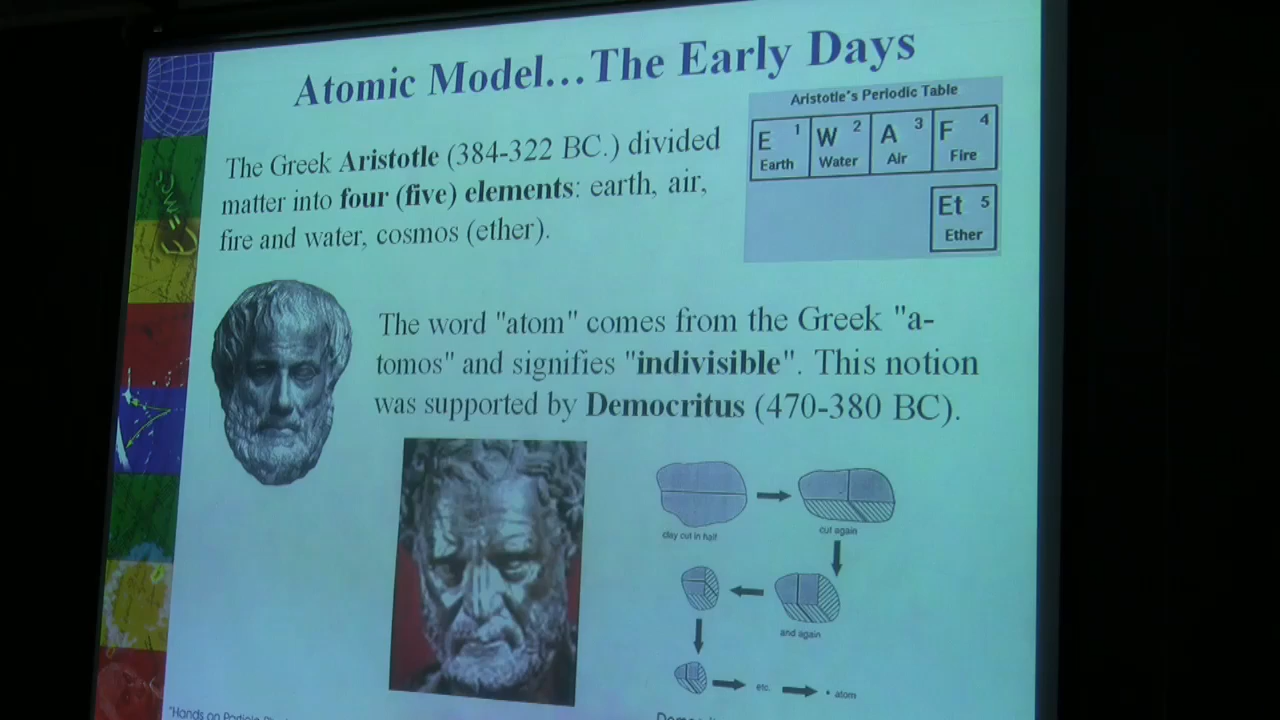 Atomic Model...The Early Days
The Greek Aristotle (384-322 BC.) divided
matter into four (five) elements: earth, air,
fire and water, cosmos (ether).
Aristotle's Periodic Table
E 1 W 2 A 3 F 4
Earth Water Air Fire
Et 5
Ether
The word "atom" comes from the Greek "a-
tomos" and signifies "indivisible". This notion
was supported by Democritus (470-380 BC).
clay cut in half
cut again
and again
etc.
atom
"Hands on Particle